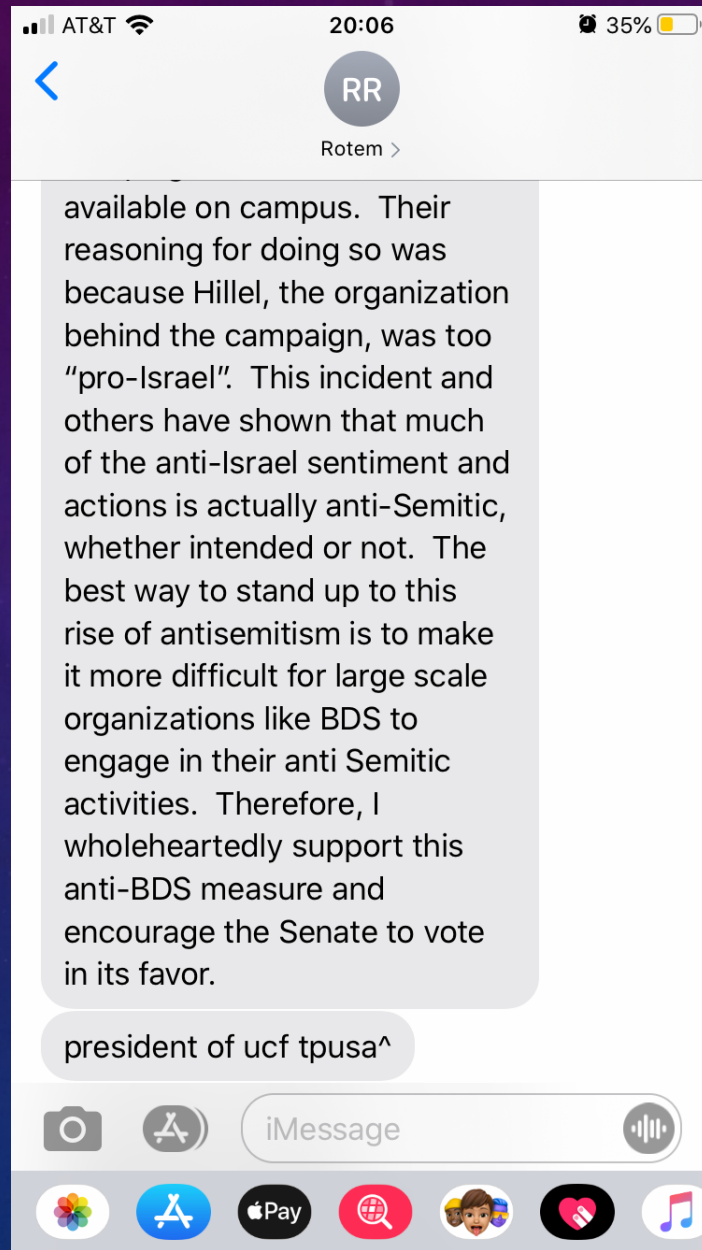 AT&T
20:06
35%
RR
Rotem
available on campus.  Their
reasoning for doing so was
because Hillel, the organization
behind the campaign, was too
“pro-Israel”.  This incident and
others have shown that much
of the anti-Israel sentiment and
actions is actually anti-Semitic,
whether intended or not.  The
best way to stand up to this
rise of antisemitism is to make
it more difficult for large scale
organizations like BDS to
engage in their anti Semitic
activities.  Therefore, I
wholeheartedly support this
anti-BDS measure and
encourage the Senate to vote
in its favor.
president of ucf tpusa^
iMessage
Pay